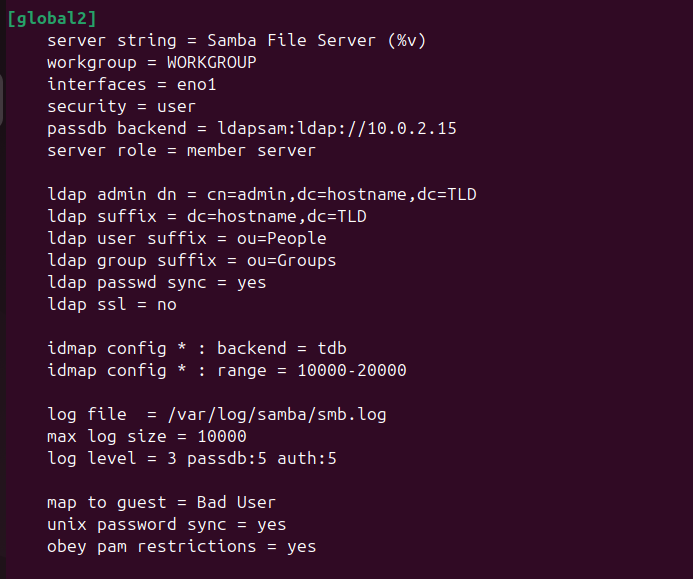 [global2]
server string = Samba File Server (%v)
workgroup = WORKGROUP
interfaces = eno1
security = user
passdb backend = ldapsam:ldap://10.0.2.15
server role = member server
ldap admin dn = cn=admin,dc=hostname,dc=TLD
ldap suffix = dc=hostname,dc=TLD
ldap user suffix = ou=People
ldap group suffix = ou=Groups
ldap passwd sync = yes
ldap ssl = no
idmap config * : backend = tdb
idmap config * : range = 10000-20000
log file  = /var/log/samba/smb.log
max log size = 10000
log level = 3 passdb:5 auth:5
map to guest = Bad User
unix password sync = yes
obey pam restrictions = yes